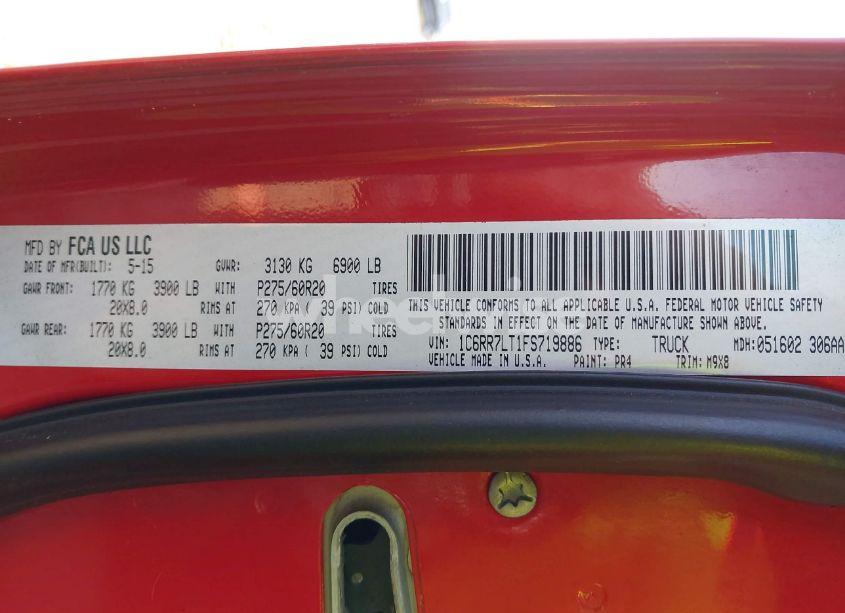 MFD BY FCA US LLC
DATE OF MFR(BUILT): 5-15 GVWR: 3130 KG 6900 LB
GAWR FRONT: 1770 KG 3900 LB WITH P275/60R20 TIRES
20X8.0 RIMS AT 270 KPA ( 39 PSI) COLD
GAWR REAR: 1770 KG 3900 LB WITH P275/60R20 TIRES
20X8.0 RIMS AT 270 KPA ( 39 PSI) COLD
THIS VEHICLE CONFORMS TO ALL APPLICABLE U.S.A. FEDERAL MOTOR VEHICLE SAFETY
STANDARDS IN EFFECT ON THE DATE OF MANUFACTURE SHOWN ABOVE.
VIN: 1C6RR7LT1FS719886 TYPE: TRUCK MDH:051602 306AA
VEHICLE MADE IN U.S.A. PAINT: PR4 TRIM: M9X8